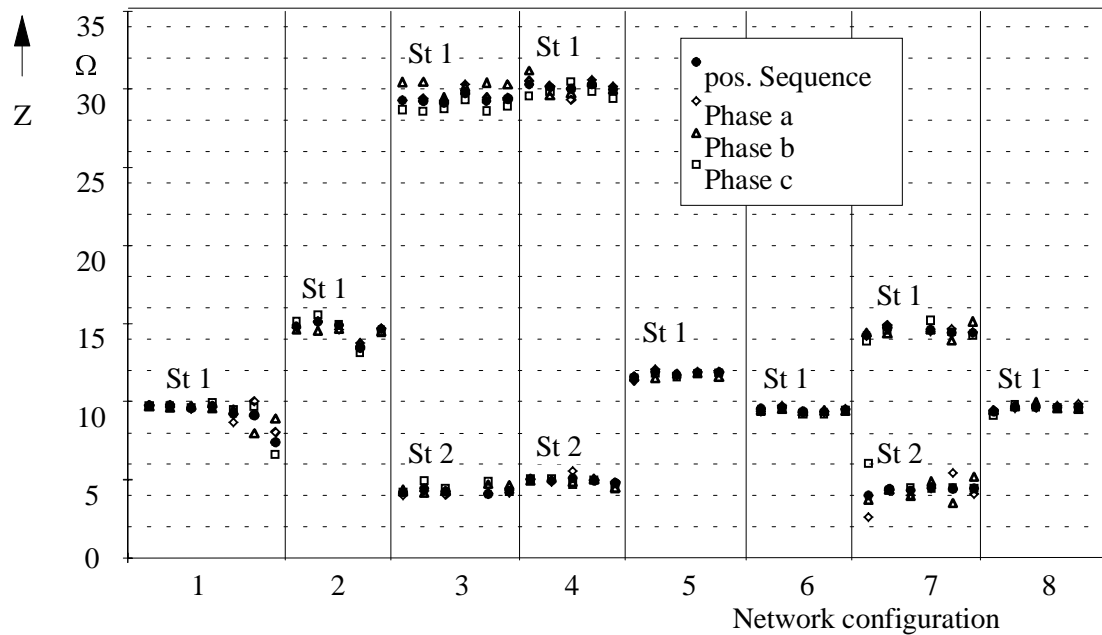 35
Ω
30
Z
25
20
15
10
5
0
St 1
St 1
pos. Sequence
Phase a
Phase b
Phase c
St 1
St 1
St 1
St 1
St 1
St 1
St 2
St 2
St 2
1 2 3 4 5 6 7 8
Network configuration